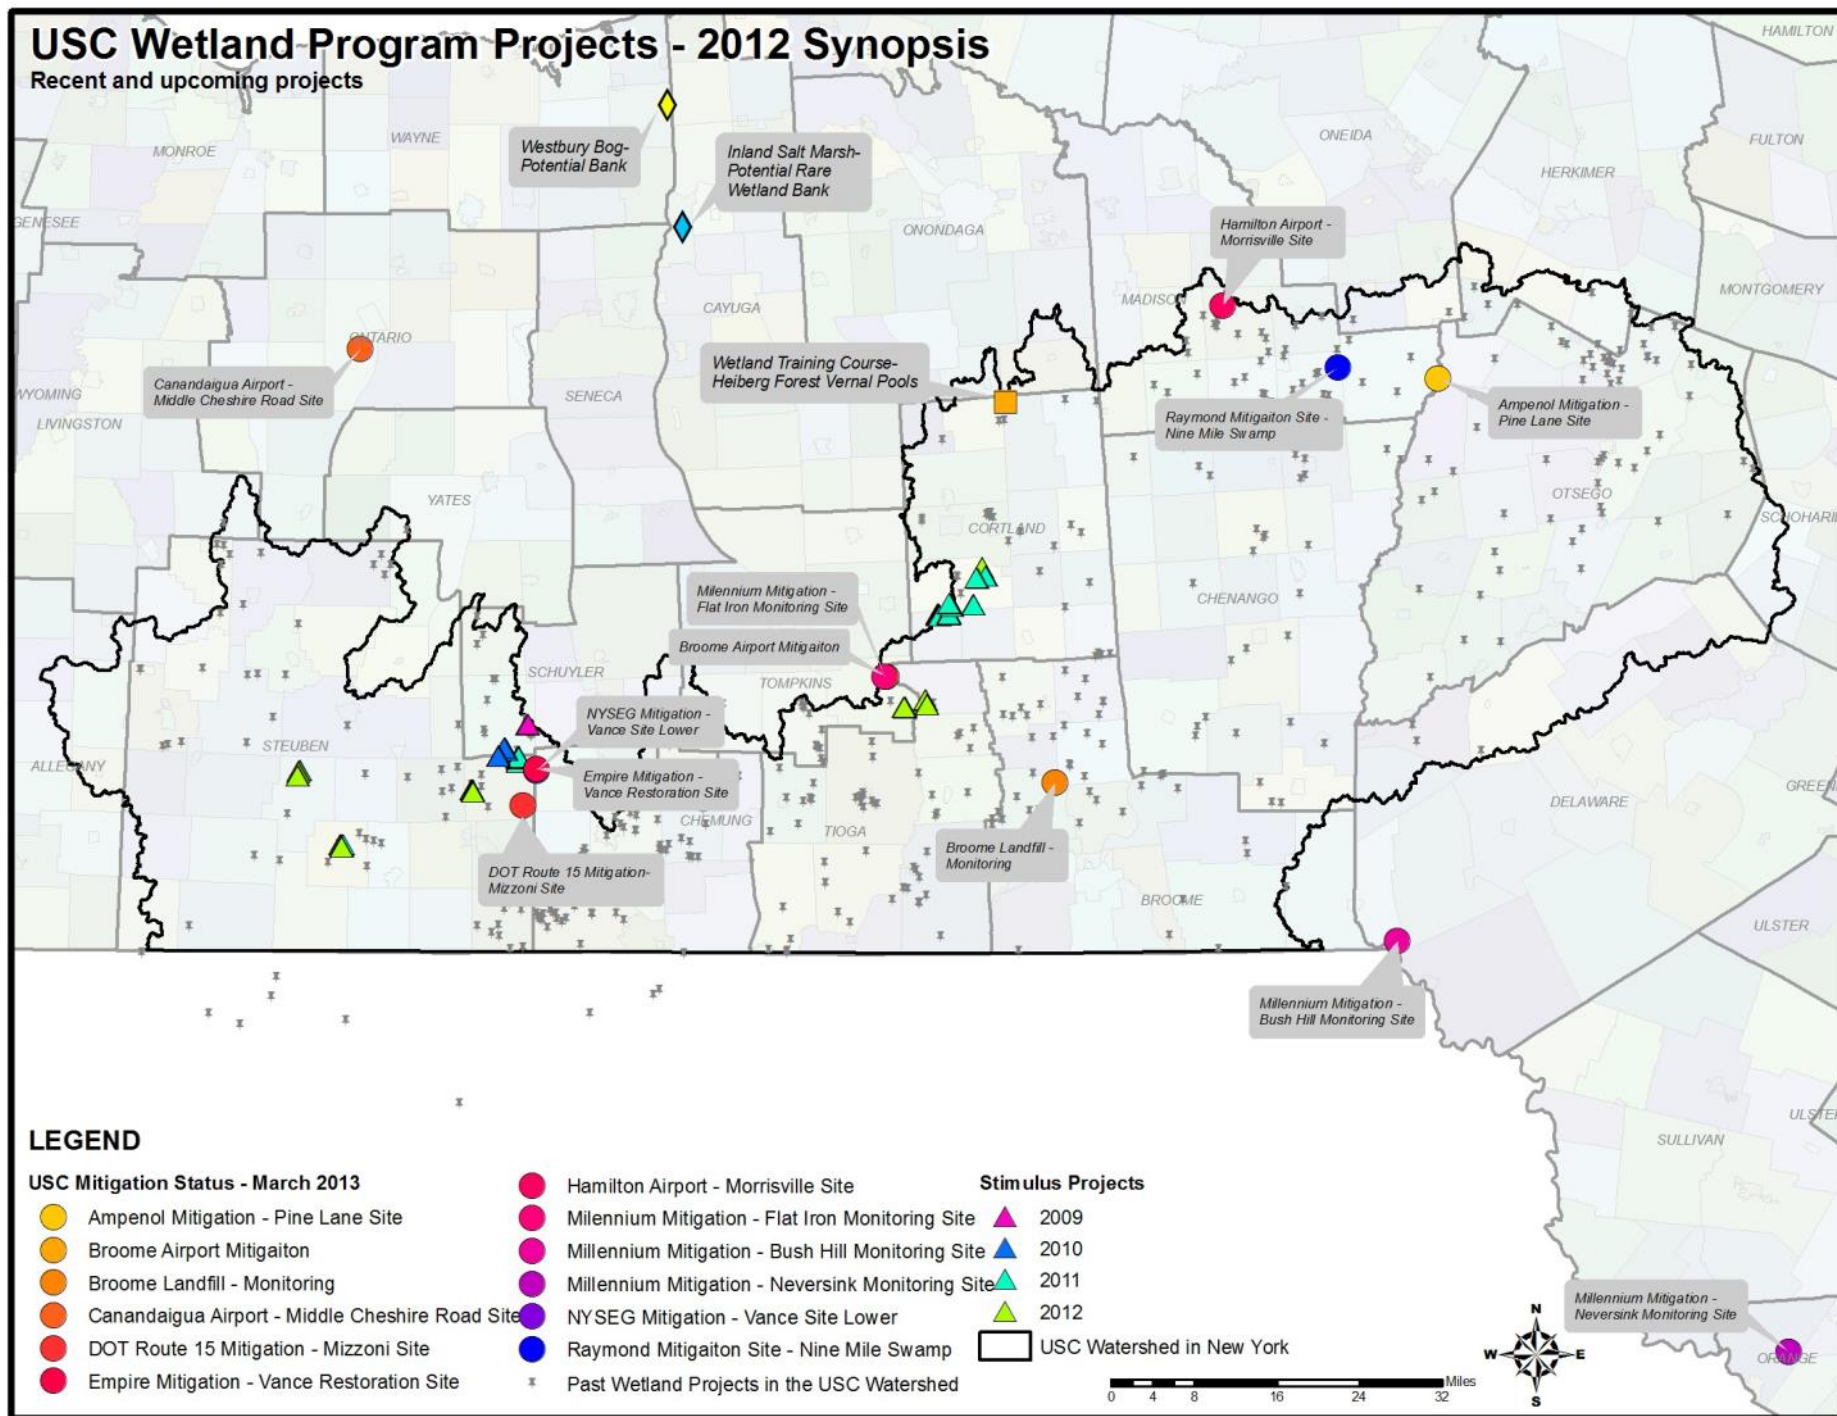 USC Wetland Program Projects - 2012 Synopsis
Recent and upcoming projects
HAMILTON
WAYNE
MONROE
ONEIDA
FULTON
HERKIMER
GENESEE
ONONDAGA
Westbury Bog-
Potential Bank
Inland Salt Marsh-
Potential Rare
Wetland Bank
Hamilton Airport -
Morrisville Site
MADISON
MONTGOMERY
CAYUGA
ONTARIO
Canandaigua Airport -
Middle Cheshire Road Site
Wetland Training Course-
Heiberg Forest Vernal Pools
WYOMING
LIVINGSTON
SENECA
Raymond Mitigaiton Site -
Nine Mile Swamp
Ampenol Mitigation -
Pine Lane Site
YATES
OTSEGO
SCHOHARIE
CORTLAND
CHENANGO
Milennium Mitigation -
Flat Iron Monitoring Site
Broome Airport Mitigaiton
SCHUYLER
TOMPKINS
NYSEG Mitigation -
Vance Site Lower
STEUBEN
ALLEGANY
Empire Mitigation -
Vance Restoration Site
CHEMUNG
TIOGA
DELAWARE
GREEN
DOT Route 15 Mitigation-
Mizzoni Site
Broome Landfill -
Monitoring
BROOME
ULSTER
Millennium Mitigation -
Bush Hill Monitoring Site
ULSTER
SULLIVAN
Millennium Mitigation -
Neversink Monitoring Site
ORANGE
LEGEND
USC Mitigation Status - March 2013
Ampenol Mitigation - Pine Lane Site
Broome Airport Mitigaiton
Broome Landfill - Monitoring
Canandaigua Airport - Middle Cheshire Road Site
DOT Route 15 Mitigation - Mizzoni Site
Empire Mitigation - Vance Restoration Site
Hamilton Airport - Morrisville Site
Milennium Mitigation - Flat Iron Monitoring Site
Millennium Mitigation - Bush Hill Monitoring Site
Millennium Mitigation - Neversink Monitoring Site
NYSEG Mitigation - Vance Site Lower
Raymond Mitigaiton Site - Nine Mile Swamp
Past Wetland Projects in the USC Watershed
Stimulus Projects
2009
2010
2011
2012
USC Watershed in New York
N
W E
S
Miles
0 4 8 16 24 32